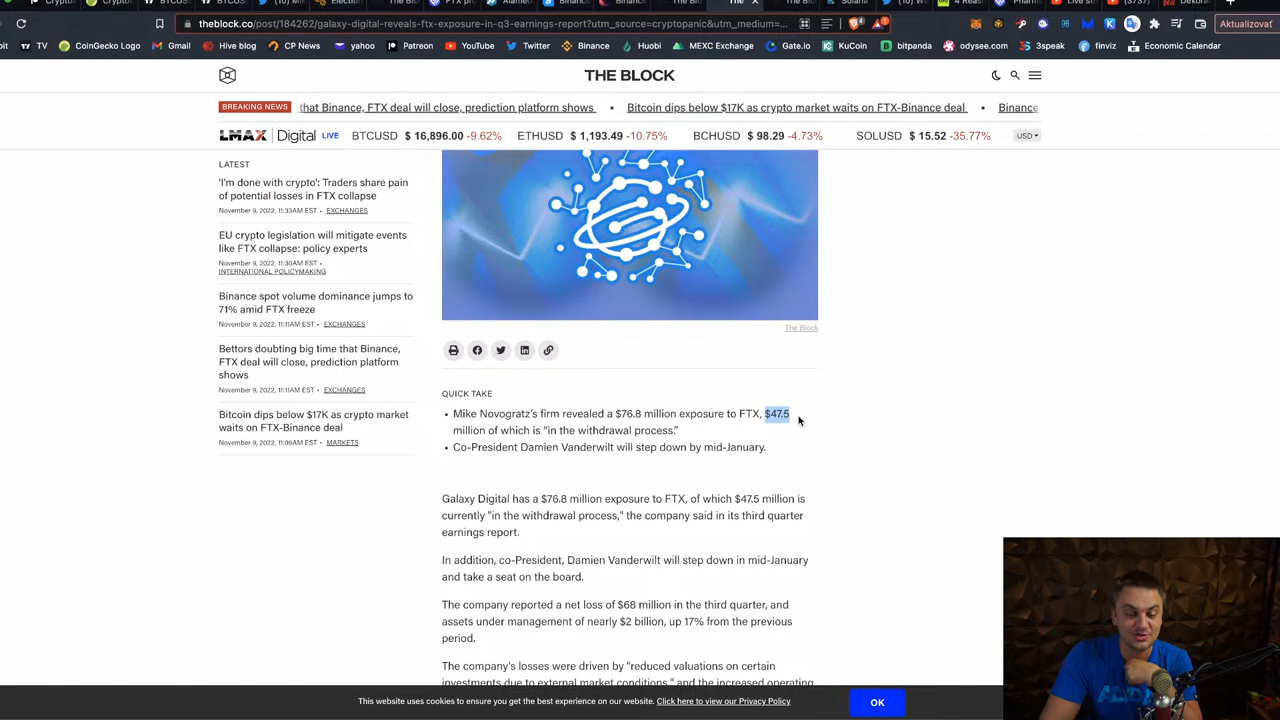 theblock.co/post/184262/galaxy-digital-reveals-ftx-exposure-in-q3-earnings-report?utm_source=cryptopanic&utm_medium=...
Aktualizovať
TV
CoinGecko
Gmail
Hive blog
CP News
yahoo
Patreon
YouTube
Twitter
Binance
Huobi
MEXC Exchange
Gate.io
KuCoin
bitpanda
odysee.com
3speak
finviz
Economic Calendar
THE BLOCK
BREAKING NEWS
that Binance, FTX deal will close, prediction platform shows
Bitcoin dips below $17K as crypto market waits on FTX-Binance deal
Binance
LMAX Digital LIVE BTCUSD $ 16,896.00 -9.62% ETHUSD $ 1,193.49 -10.75% BCHUSD $ 98.29 -4.73% SOLUSD $ 15.52 -35.77% USD
LATEST
'I'm done with crypto': Traders share pain
of potential losses in FTX collapse
November 9, 2022, 11:33AM EST • EXCHANGES
EU crypto legislation will mitigate events
like FTX collapse: policy experts
November 9, 2022, 11:30AM EST •
INTERNATIONAL POLICYMAKING
Binance spot volume dominance jumps to
71% amid FTX freeze
November 9, 2022, 11:11AM EST • EXCHANGES
Bettors doubting big time that Binance,
FTX deal will close, prediction platform
shows
November 9, 2022, 11:11AM EST • EXCHANGES
Bitcoin dips below $17K as crypto market
waits on FTX-Binance deal
November 9, 2022, 11:06AM EST • MARKETS
The Block
QUICK TAKE
• Mike Novogratz's firm revealed a $76.8 million exposure to FTX, $47.5
million of which is "in the withdrawal process."
• Co-President Damien Vanderwilt will step down by mid-January.
Galaxy Digital has a $76.8 million exposure to FTX, of which $47.5 million is
currently "in the withdrawal process," the company said in its third quarter
earnings report.
In addition, co-President, Damien Vanderwilt will step down in mid-January
and take a seat on the board.
The company reported a net loss of $68 million in the third quarter, and
assets under management of nearly $2 billion, up 17% from the previous
period.
The company's losses were driven by "reduced valuations on certain
investments due to external market conditions," and the increased operating
This website uses cookies to ensure you get the best experience on our website. Click here to view our Privacy Policy
OK